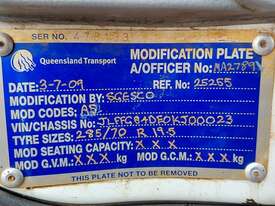 SER NO.
Queensland Transport
MODIFICATION PLATE
A/OFFICER No:
DATE: 3-7-09
REF. No: 25255
MODIFICATION BY: SGESCO
MOD CODES: AS1
VIN/CHASSIS No:
TYRE SIZES: 285/70 R 19.5
MOD SEATING CAPACITY: X X X
MOD G.V.M.: X X X kg
MOD G.C.M.: X X X kg
THIS PLATE NOT TO BE REMOVED